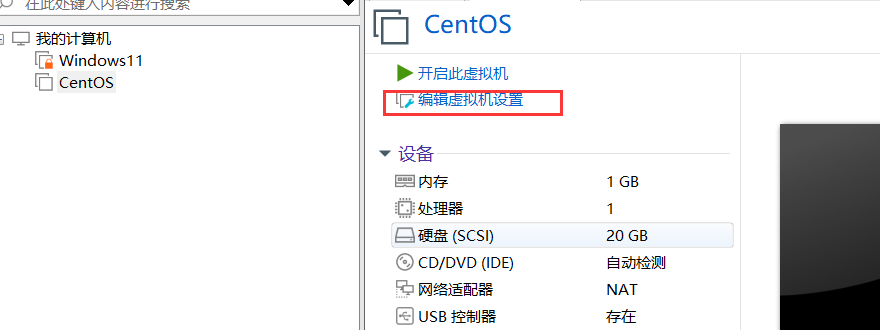 在此处键入内容进行搜索
我的计算机
Windows11
CentOS
CentOS
开启此虚拟机
编辑虚拟机设置
设备
内存 1 GB
处理器 1
硬盘 (SCSI) 20 GB
CD/DVD (IDE) 自动检测
网络适配器 NAT
USB 控制器 存在